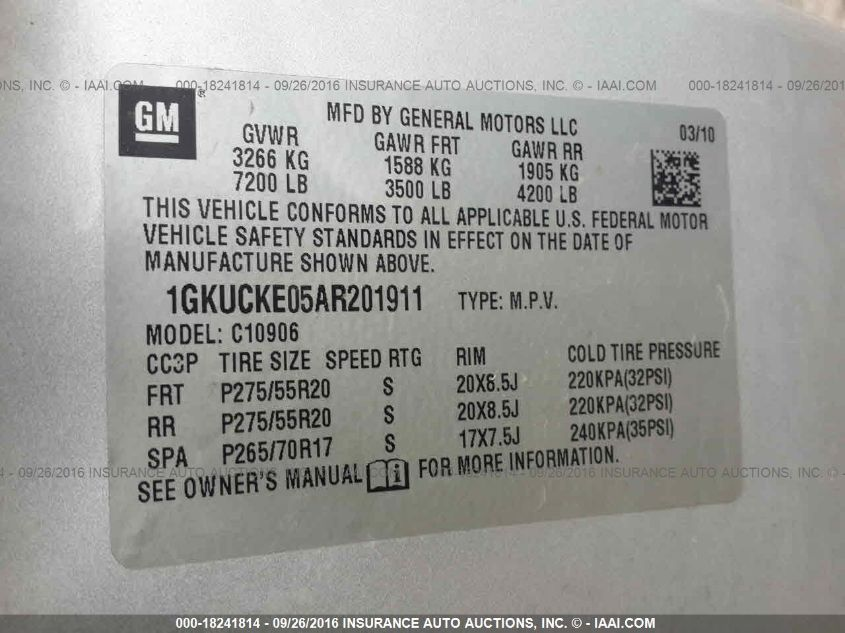 000-18241814 - 09/26/2016 INSURANCE AUTO AUCTIONS, INC. © - IAAI.COM
GM
MFD BY GENERAL MOTORS LLC
03/10
GVWR GAWR FRT GAWR RR
3266 KG 1588 KG 1905 KG
7200 LB 3500 LB 4200 LB
THIS VEHICLE CONFORMS TO ALL APPLICABLE U.S. FEDERAL MOTOR
VEHICLE SAFETY STANDARDS IN EFFECT ON THE DATE OF
MANUFACTURE SHOWN ABOVE.
1GKUCKE05AR201911 TYPE: M.P.V.
MODEL: C10906
CC3P TIRE SIZE SPEED RTG RIM COLD TIRE PRESSURE
FRT P275/55R20 S 20X8.5J 220KPA(32PSI)
RR P275/55R20 S 20X8.5J 220KPA(32PSI)
SPA P265/70R17 S 17X7.5J 240KPA(35PSI)
SEE OWNER'S MANUAL i FOR MORE INFORMATION.
- 09/26/2016 INSURANCE AUTO AUCTIONS, INC. © - IAAI.COM
000-18241814 - 09/26/2016 INSURANCE AUTO AUCTIONS, INC. © - IAAI.COM